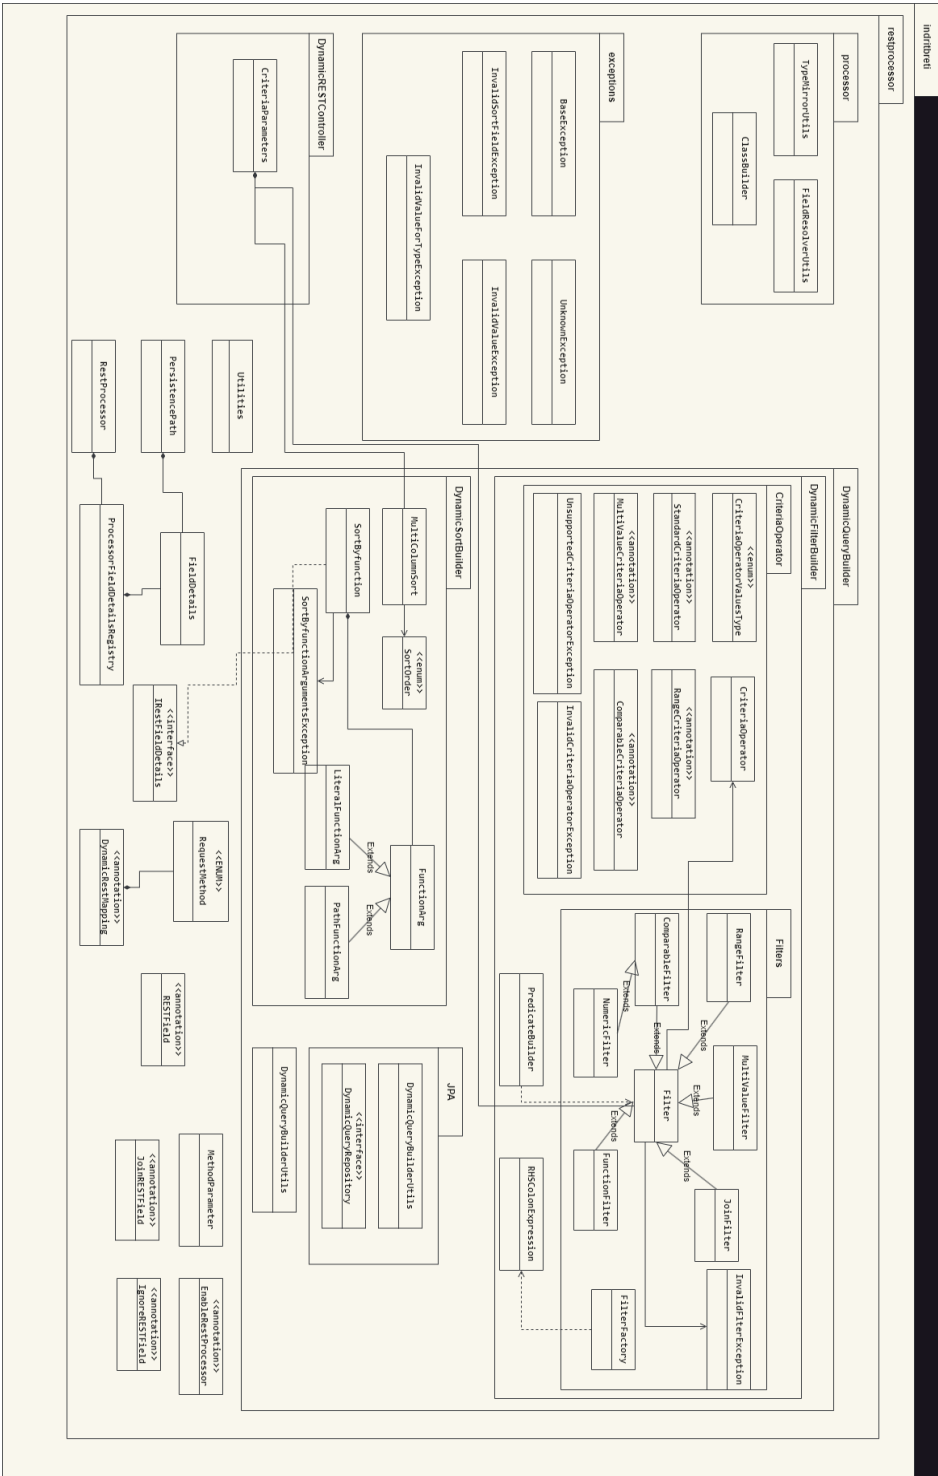 indritbreti
restprocessor
processor
TypeMirrorUtils
FieldResolverUtils
ClassBuilder
exceptions
BaseException
UnknownException
InvalidSortFieldException
InvalidValueException
InvalidValueForTypeException
DynamicRESTController
CriteriaParameters
DynamicQueryBuilder
DynamicFilterBuilder
CriteriaOperator
<<enum>>
CriteriaOperatorValuesType
CriteriaOperator
<<annotation>>
StandardCriteriaOperator
<<annotation>>
RangeCriteriaOperator
<<annotation>>
MultiValueCriteriaOperator
<<annotation>>
ComparableCriteriaOperator
UnsupportedCriteriaOperatorException
InvalidCriteriaOperatorException
Filters
RangeFilter
MultiValueFilter
JoinFilter
InvalidFlterException
ComparableFilter
Filter
NumericFilter
FunctionFilter
FilterFactory
Extends
Extends
Extends
Extends
Extends
Extends
PredicateBuilder
RHSColonExpression
DynamicSortBuilder
MultiColumnSort
<<enum>>
SortOrder
SortByfunction
SortByfunctionArgumentsException
FunctionArg
LiteralFunctionArg
PathFunctionArg
Extends
Extends
JPA
DynamicQueryBuilderUtils
<<interface>>
DynamicQueryRepository
DynamicQueryBuilderUtils
Utilities
PersistencePath
RestProcessor
FieldDetails
ProcessorFieldDetailsRegistry
<<interface>>
IRestFieldDetails
<<ENUM>>
RequestMethod
<<annotation>>
DynamicRestMapping
<<annotation>>
RESTField
MethodParameter
<<annotation>>
JoinRESTField
<<annotation>>
EnableRestProcessor
<<annotation>>
IgnoreRESTField